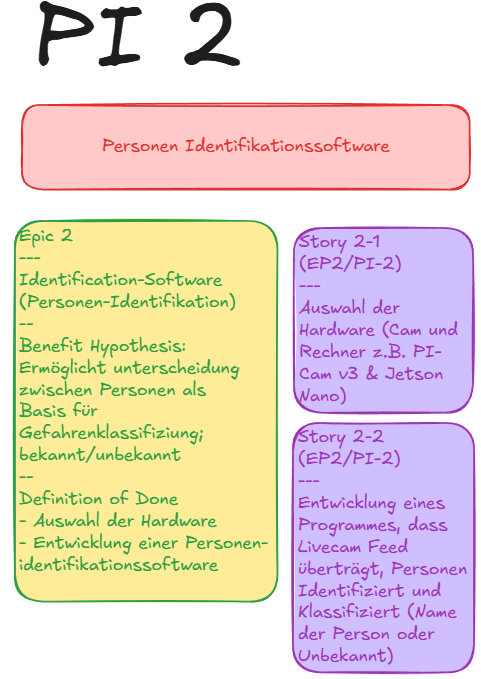 PI 2
Personen Identifikationssoftware
Epic 2
---
Identification-Software
(Personen-Identifikation)
--
Benefit Hypothesis:
Ermöglicht unterscheidung
zwischen Personen als
Basis für
Gefahrenklassifiziung;
bekannt/unbekannt
--
Definition of Done
- Auswahl der Hardware
- Entwicklung einer Personen-
identifikationssoftware
Story 2-1
(EP2/PI-2)
---
Auswahl der
Hardware (Cam und
Rechner z.B. PI-
Cam v3 & Jetson
Nano)
Story 2-2
(EP2/PI-2)
---
Entwicklung eines
Programmes, dass
Livecam Feed
überträgt, Personen
Identifiziert und
Klassifiziert (Name
der Person oder
Unbekannt)